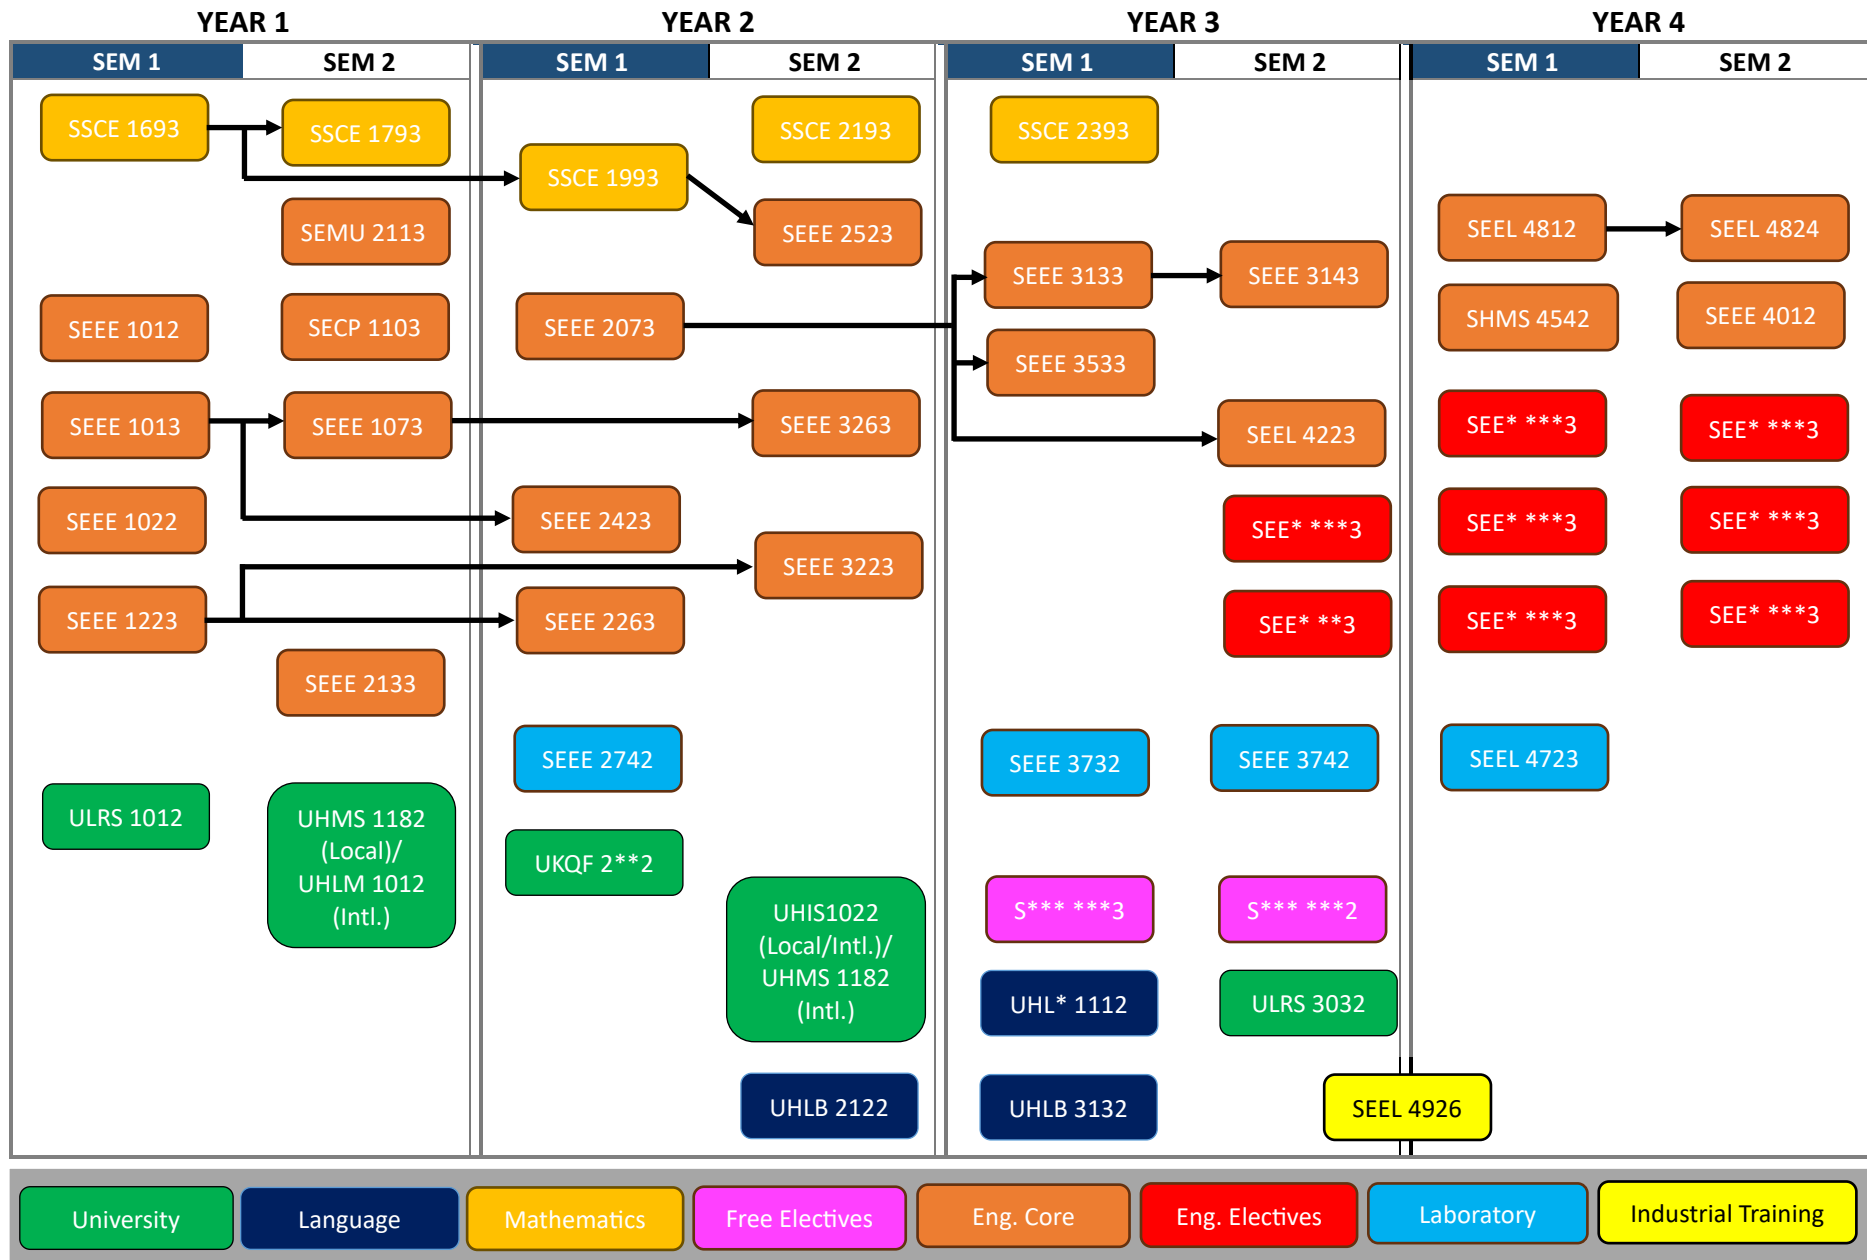 YEAR 1
YEAR 2
YEAR 3
YEAR 4
SEM 1
SEM 2
SEM 1
SEM 2
SEM 1
SEM 2
SEM 1
SEM 2
SSCE 1693
SEEE 1012
SEEE 1013
SEEE 1022
SEEE 1223
ULRS 1012
SSCE 1793
SEMU 2113
SECP 1103
SEEE 1073
SEEE 2133
UHMS 1182
(Local)/
UHLM 1012
(Intl.)
SSCE 1993
SEEE 2073
SEEE 2423
SEEE 2263
SEEE 2742
UKQF 2**2
SSCE 2193
SEEE 2523
SEEE 3263
SEEE 3223
UHIS1022
(Local/Intl.)/
UHMS 1182
(Intl.)
UHLB 2122
SSCE 2393
SEEE 3133
SEEE 3533
SEEE 3732
S*** ***3
UHL* 1112
UHLB 3132
SEEE 3143
SEEL 4223
SEE* ***3
SEE* **3
SEEE 3742
S*** ***2
ULRS 3032
SEEL 4926
SEEL 4812
SHMS 4542
SEE* ***3
SEE* ***3
SEE* ***3
SEEL 4723
SEEL 4824
SEEE 4012
SEE* ***3
SEE* ***3
SEE* ***3
University
Language
Mathematics
Free Electives
Eng. Core
Eng. Electives
Laboratory
Industrial Training